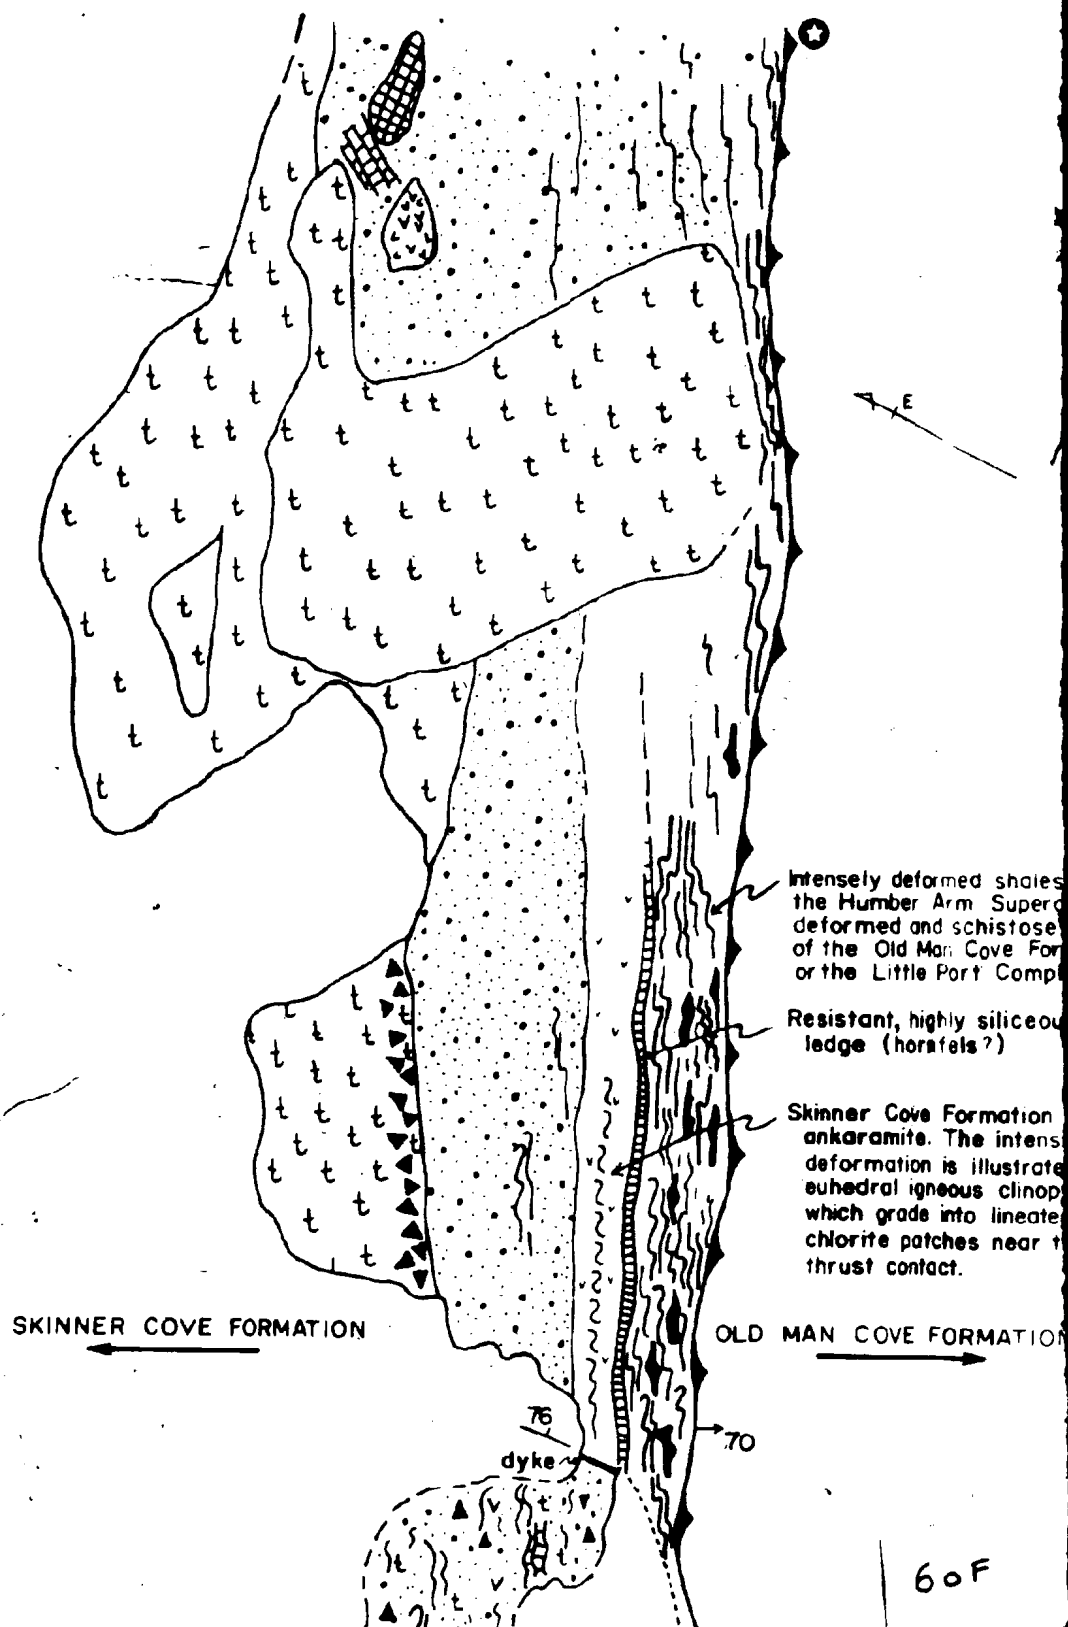 E
Intensely deformed shales
the Humber Arm Superg
deformed and schistose
of the Old Man Cove For
or the Little Port Compl
Resistant, highly siliceou
ledge (hornfels?)
Skinner Cove Formation
ankaramite. The intensi
deformation is illustrate
euhedral igneous clinop
which grade into lineate
chlorite patches near t
thrust contact.
SKINNER COVE FORMATION
OLD MAN COVE FORMATION
76
70
dyke
60F